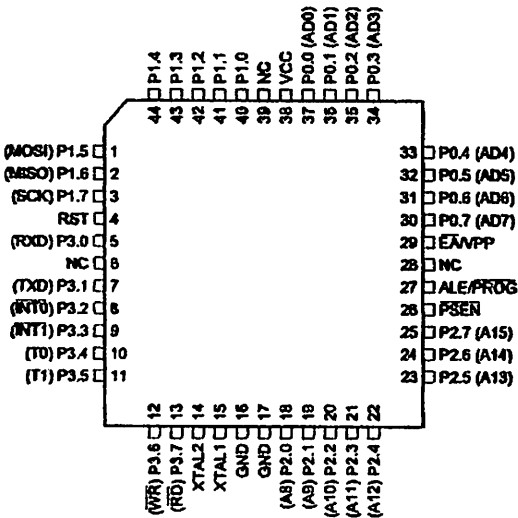 P1.4
P1.3
P1.2
P1.1
P1.0
NC
VCC
P0.0 (AD0)
P0.1 (AD1)
P0.2 (AD2)
P0.3 (AD3)
44
43
42
41
40
39
38
37
36
35
34
(MOSI) P1.5 1
(MISO) P1.6 2
(SCK) P1.7 3
RST 4
(RXD) P3.0 5
NC 6
(TXD) P3.1 7
(INT0) P3.2 8
(INT1) P3.3 9
(T0) P3.4 10
(T1) P3.5 11
33 P0.4 (AD4)
32 P0.5 (AD5)
31 P0.6 (AD6)
30 P0.7 (AD7)
29 EA/VPP
28 NC
27 ALE/PROG
26 PSEN
25 P2.7 (A15)
24 P2.6 (A14)
23 P2.5 (A13)
12
13
14
15
16
17
18
19
20
21
22
(WR) P3.6
(RD) P3.7
XTAL2
XTAL1
GND
GND
(A8) P2.0
(A9) P2.1
(A10) P2.2
(A11) P2.3
(A12) P2.4